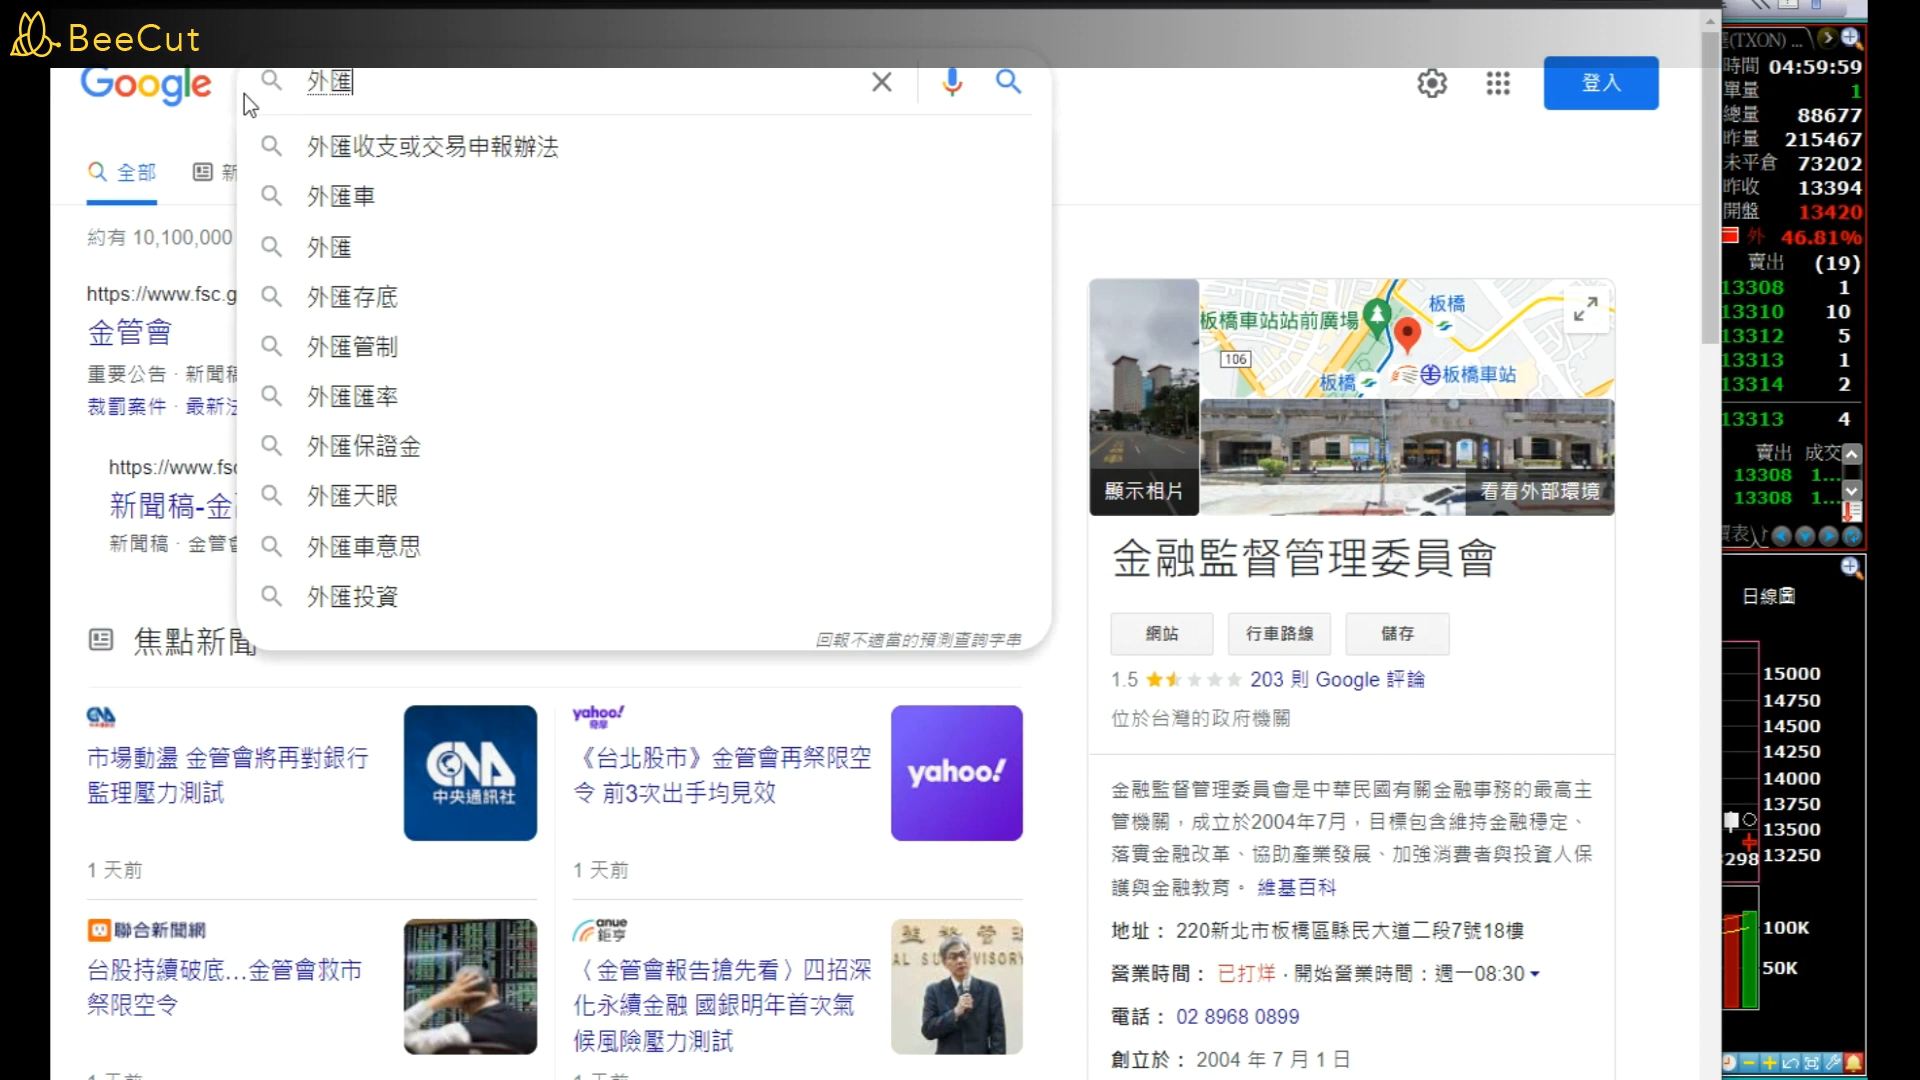 BeeCut
Google
外匯
登入
外匯收支或交易申報辦法
外匯車
外匯
外匯存底
外匯管制
外匯匯率
外匯保證金
外匯天眼
外匯車意思
外匯投資
回報不適當的預測查詢字串
全部
新
約有 10,100,000
https://www.fsc.g
金管會
重要公告 · 新聞稿
裁罰案件 · 最新法
https://www.fsc
新聞稿-金
新聞稿 · 金管會
焦點新聞
CNA
市場動盪 金管會將再對銀行
監理壓力測試
CNA
中央通訊社
1 天前
yahoo!
奇摩
《台北股市》金管會再祭限空
令 前3次出手均見效
yahoo!
1 天前
聯合新聞網
台股持續破底...金管會救市
祭限空令
anue
鉅亨
〈金管會報告搶先看〉四招深
化永續金融 國銀明年首次氣
候風險壓力測試
板橋車站站前廣場
板橋
106
板橋
板橋車站
顯示相片
看看外部環境
金融監督管理委員會
網站
行車路線
儲存
1.5
203 則 Google 評論
位於台灣的政府機關
金融監督管理委員會是中華民國有關金融事務的最高主
管機關，成立於2004年7月，目標包含維持金融穩定、
落實金融改革、協助產業發展、加強消費者與投資人保
護與金融教育。 維基百科
地址： 220新北市板橋區縣民大道二段7號18樓
營業時間： 已打烊 · 開始營業時間：週一08:30
電話： 02 8968 0899
創立於： 2004 年 7 月 1 日
(TXON) ...
時間 04:59:59
單量 1
總量 88677
昨量 215467
未平倉 73202
昨收 13394
開盤 13420
外 46.81%
賣出 (19)
13308 1
13310 10
13312 5
13313 1
13314 2
13313 4
賣出 成交
13308 1...
13308 1...
日線圖
15000
14750
14500
14250
14000
13750
13500
298 13250
100K
50K